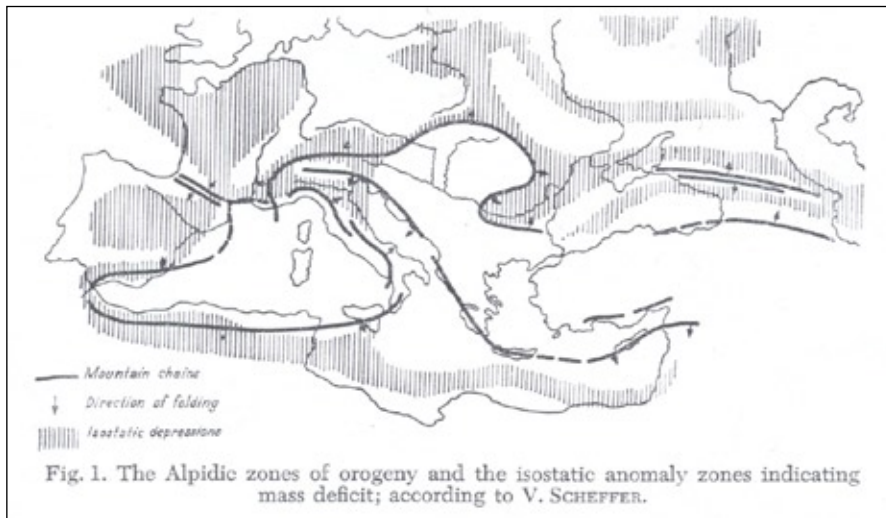 Mountain chains
Direction of folding
Isostatic depressions
Fig. 1. The Alpidic zones of orogeny and the isostatic anomaly zones indicating
mass deficit; according to V. SCHEFFER.